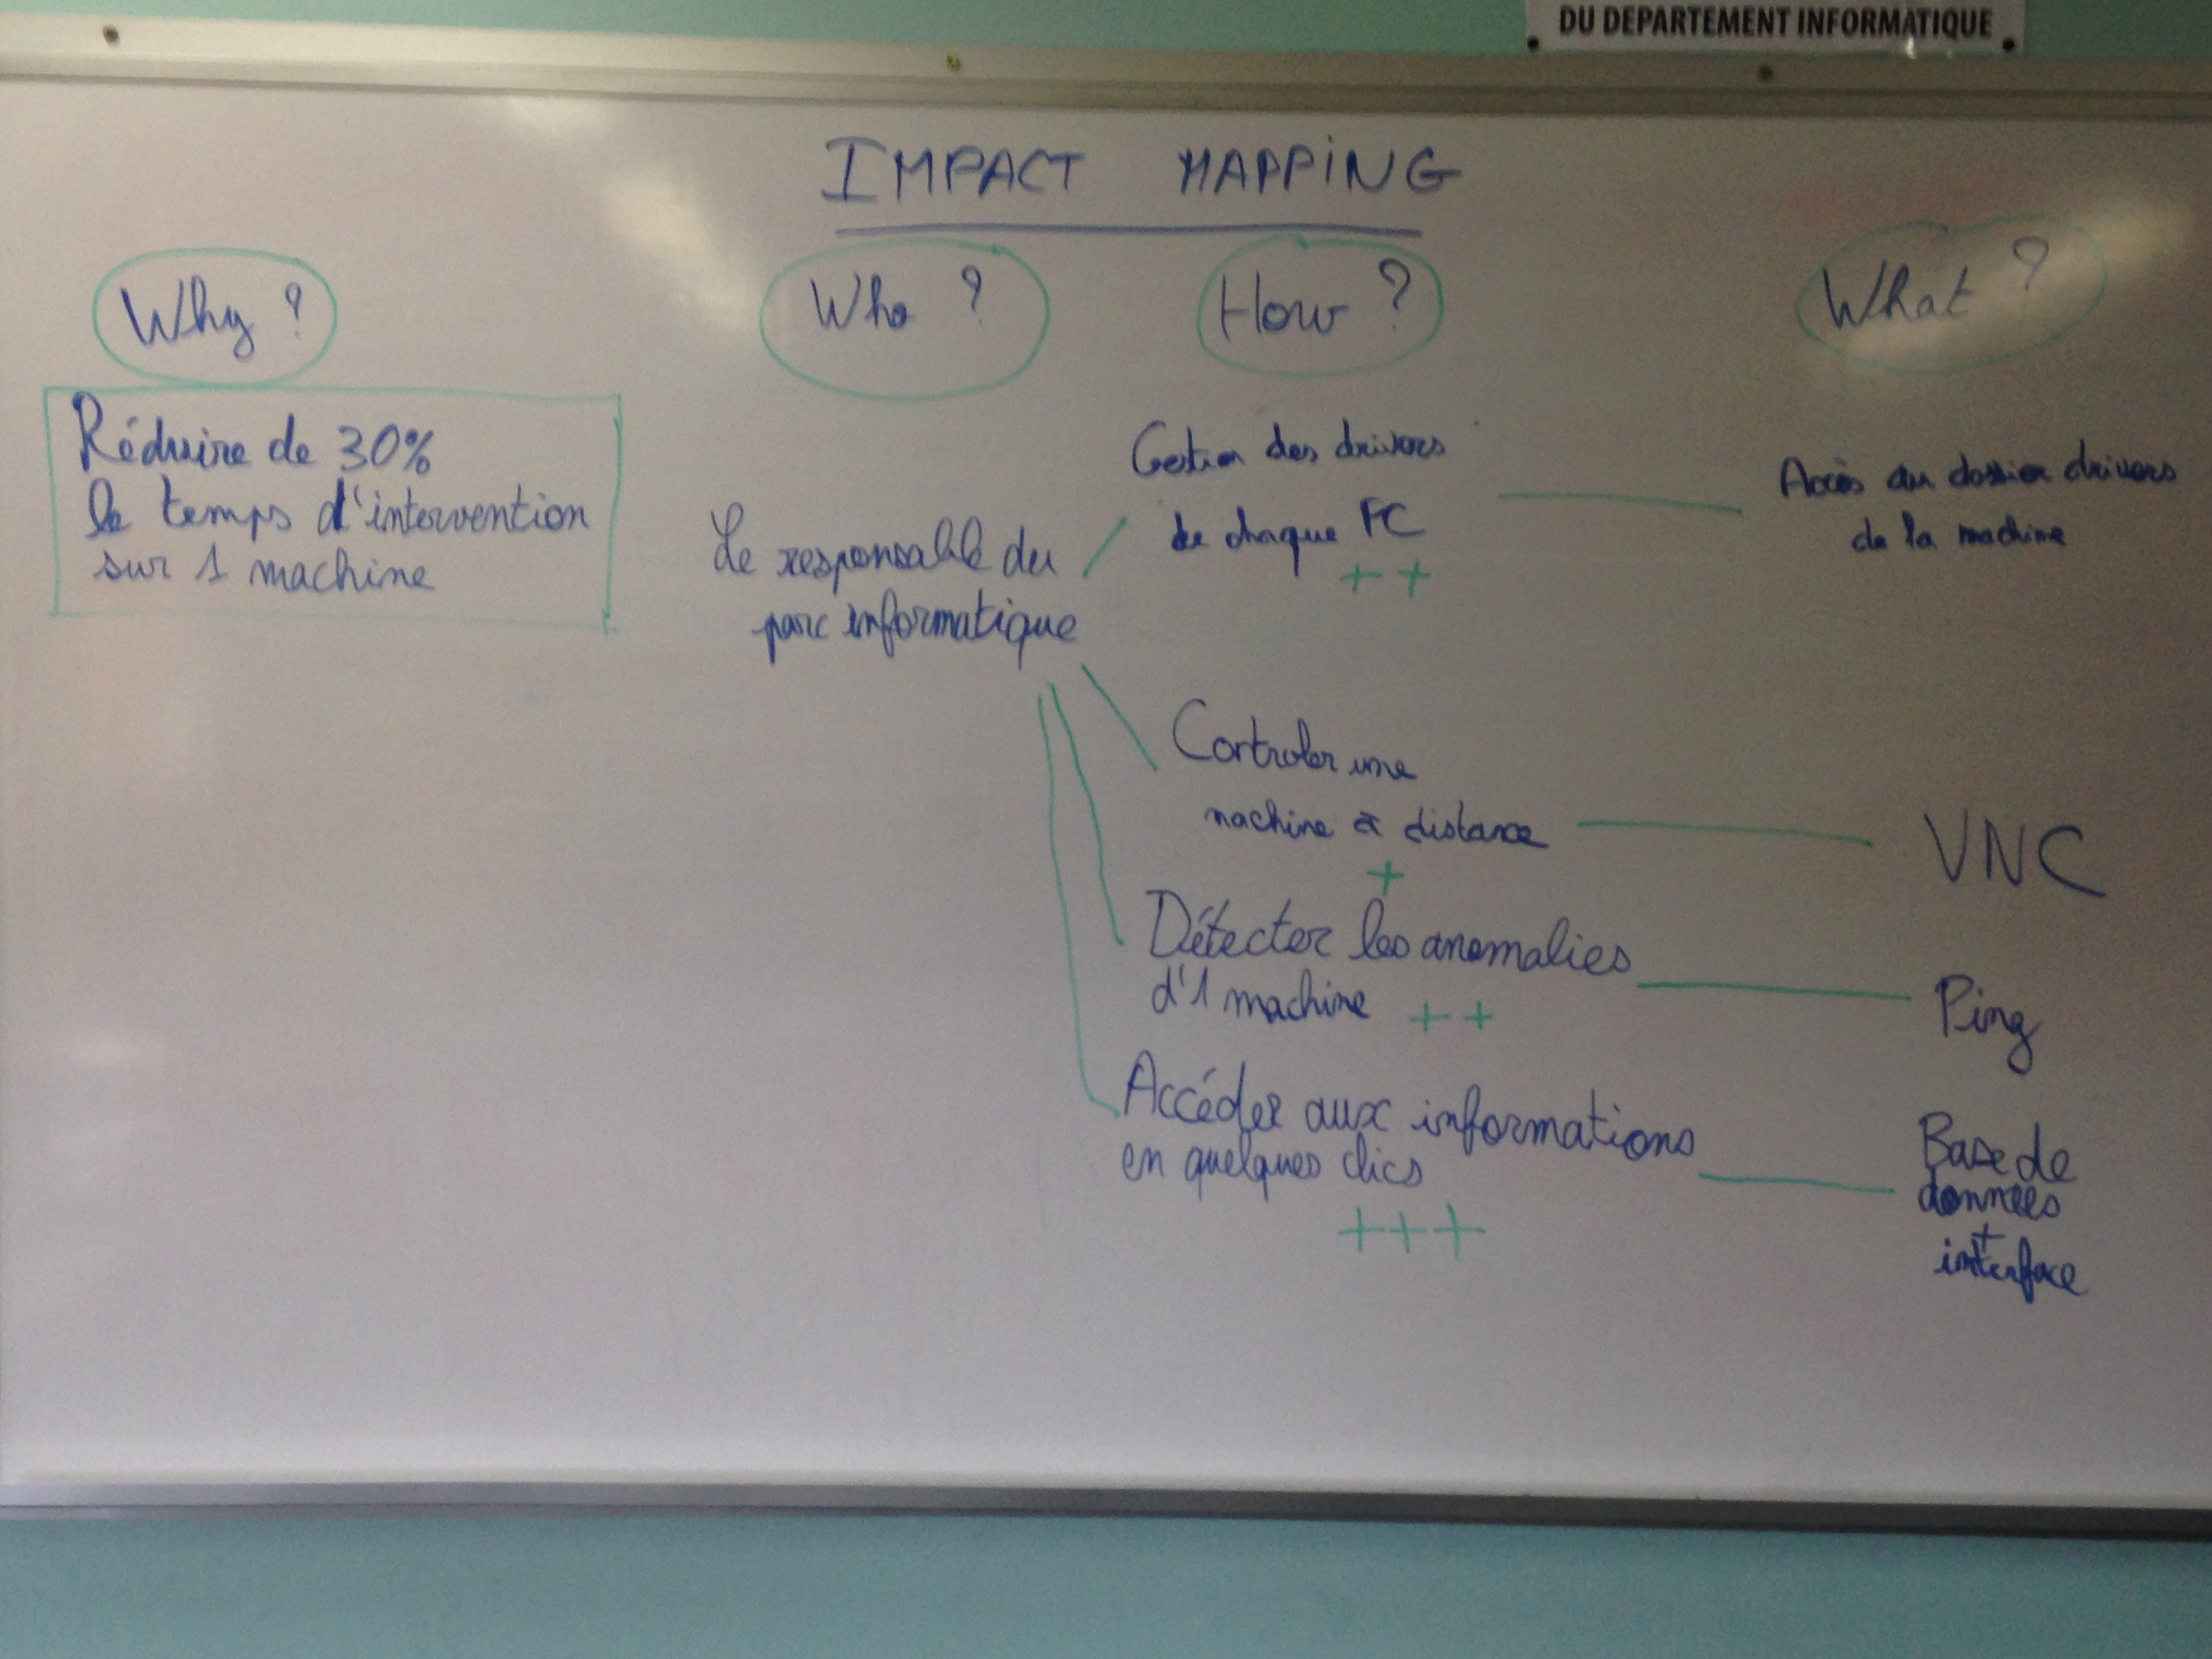 DU DEPARTEMENT INFORMATIQUE
IMPACT MAPPING
Why ?
Who ?
How ?
What ?
Réduire de 30%
le temps d'intervention
sur 1 machine
Le responsable du
parc informatique
Gestion des drivers
de chaque PC
++
Accès au dossier drivers
de la machine
Controler une
machine à distance
+
VNC
Détecter les anomalies
d'1 machine ++
Ping
Accéder aux informations
en quelques clics
+++
Base de
données
+
interface